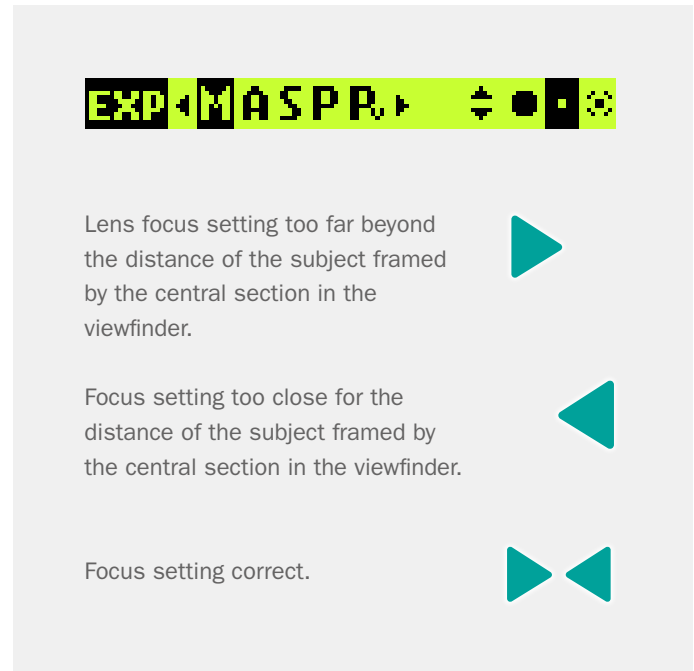 EXP M A S P R
Lens focus setting too far beyond
the distance of the subject framed
by the central section in the
viewfinder.
Focus setting too close for the
distance of the subject framed by
the central section in the viewfinder.
Focus setting correct.